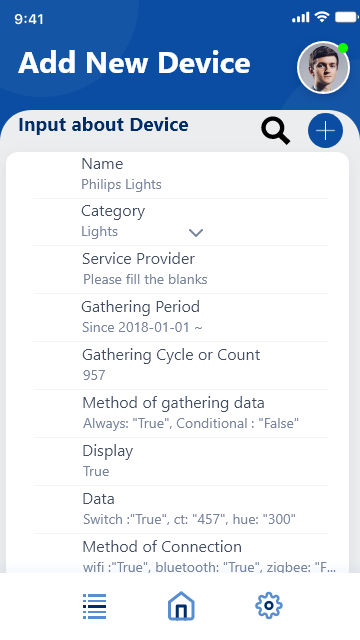 9:41
Add New Device
Input about Device
Name
Philips Lights
Category
Lights
Service Provider
Please fill the blanks
Gathering Period
Since 2018-01-01 ~
Gathering Cycle or Count
957
Method of gathering data
Always: "True", Conditional : "False"
Display
True
Data
Switch :"True", ct: "457", hue: "300"
Method of Connection
wifi :"True", bluetooth: "True", zigbee: "F...